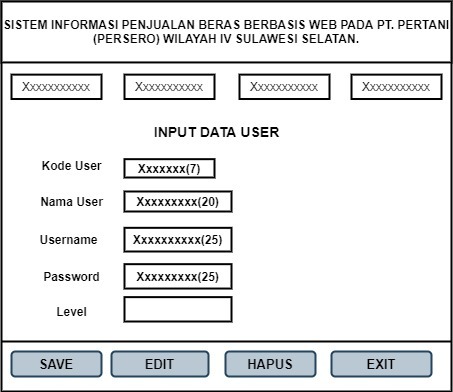 SISTEM INFORMASI PENJUALAN BERAS BERBASIS WEB PADA PT. PERTANI
(PERSERO) WILAYAH IV SULAWESI SELATAN.
Xxxxxxxxxxx Xxxxxxxxxxx Xxxxxxxxxxx Xxxxxxxxxxx
INPUT DATA USER
Kode User Xxxxxxx(7)
Nama User Xxxxxxxxx(20)
Username Xxxxxxxxxx(25)
Password Xxxxxxxxx(25)
Level
SAVE EDIT HAPUS EXIT